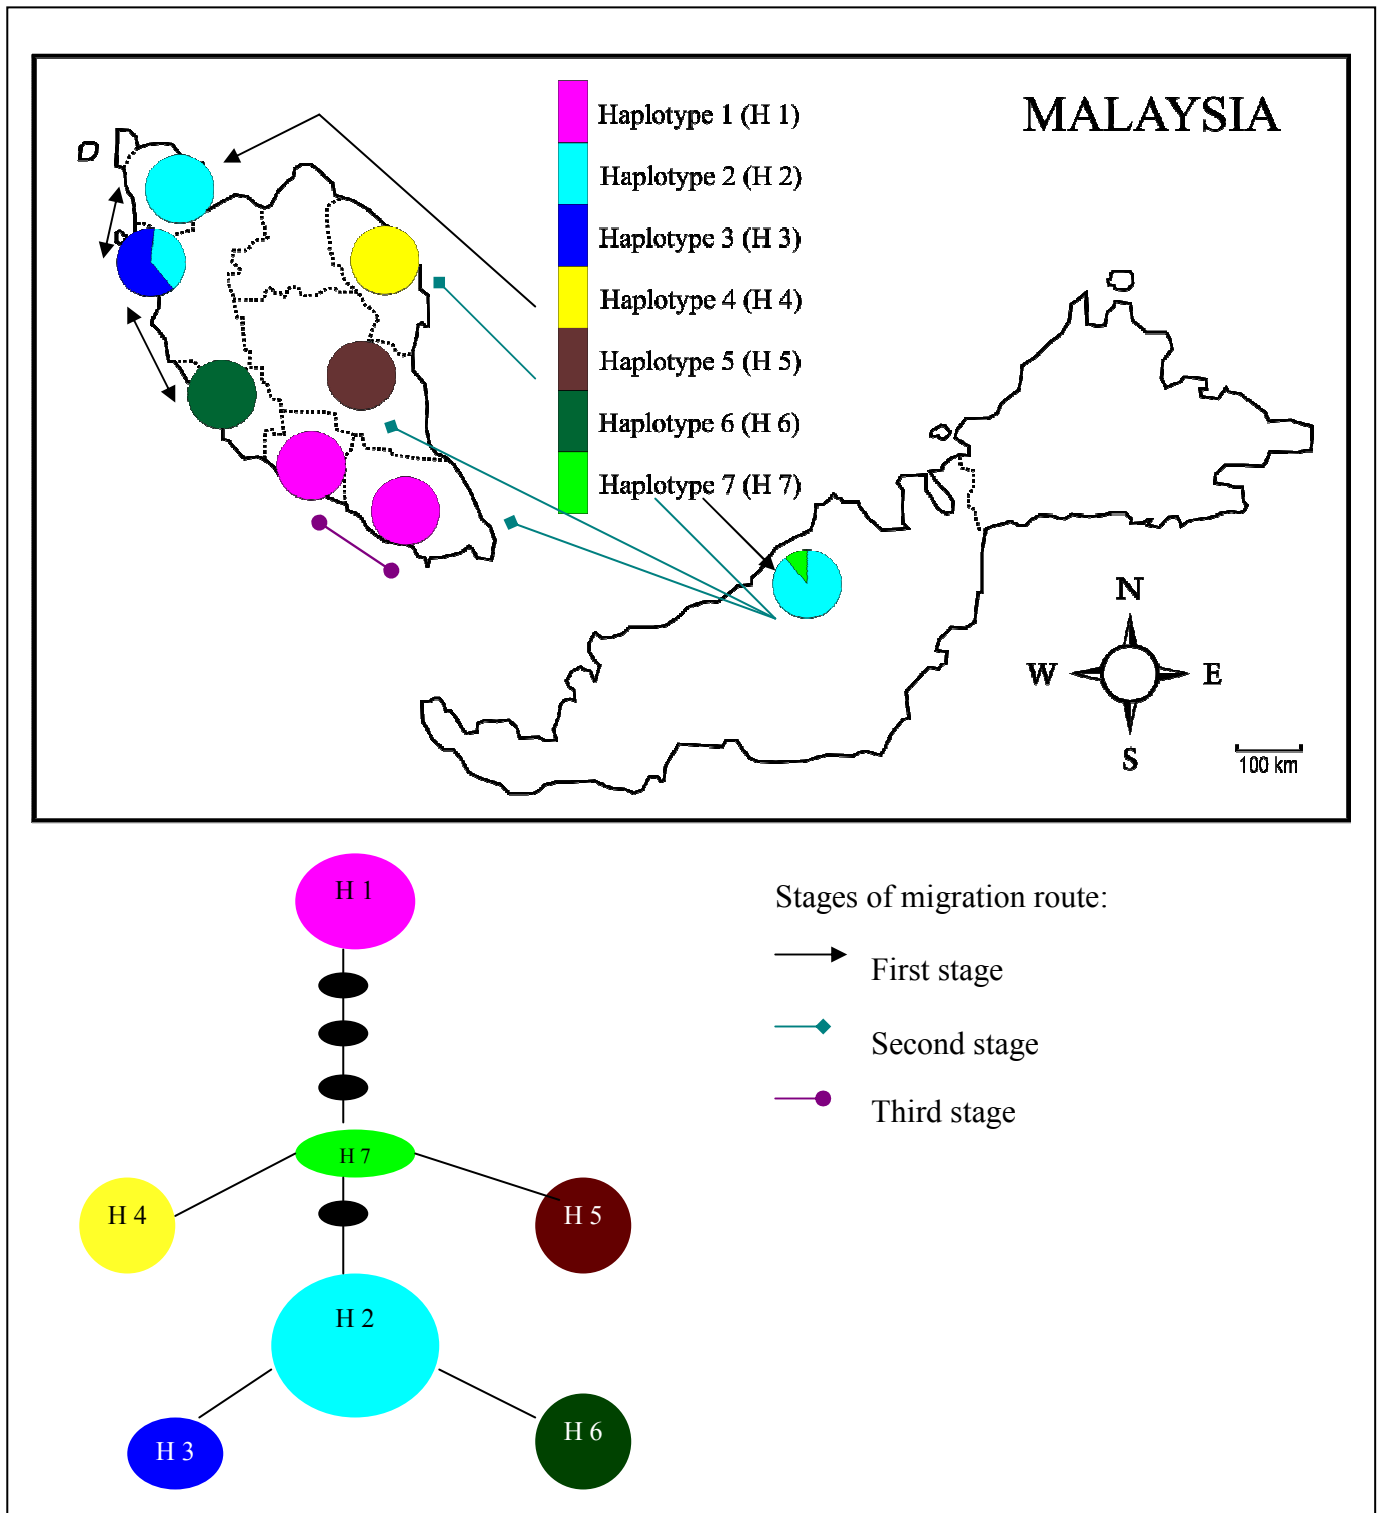 MALAYSIA
Haplotype 1 (H 1)
Haplotype 2 (H 2)
Haplotype 3 (H 3)
Haplotype 4 (H 4)
Haplotype 5 (H 5)
Haplotype 6 (H 6)
Haplotype 7 (H 7)
N
W E
S
100 km
H 1
H 7
H 4
H 5
H 2
H 3
H 6
Stages of migration route:
First stage
Second stage
Third stage